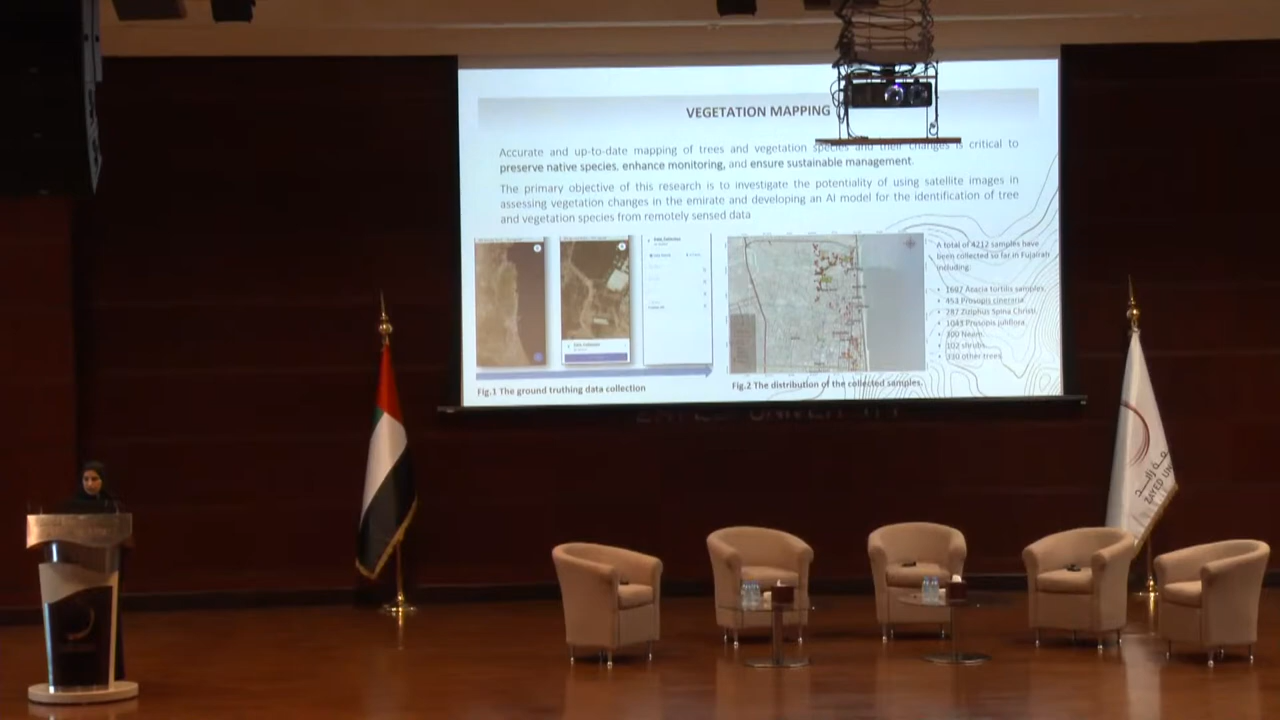 VEGETATION MAPPING
Accurate and up-to-date mapping of trees and vegetation species and their changes is critical to
preserve native species, enhance monitoring, and ensure sustainable management.
The primary objective of this research is to investigate the potentiality of using satellite images in
assessing vegetation changes in the emirate and developing an AI model for the identification of tree
and vegetation species from remotely sensed data
A total of 4212 samples have
been collected so far in Fujairah
including:
• 1697 Acacia tortilis samples.
• 453 Prosopis cineraria.
• 287 Ziziphus Spina Christi.
• 1043 Prosopis juliflora.
• 300 Neem.
• 102 shrubs.
• 330 other trees
Fig.1 The ground truthing data collection
Fig.2 The distribution of the collected samples.
ZAYED UNIVERSITY
ZAYED UN